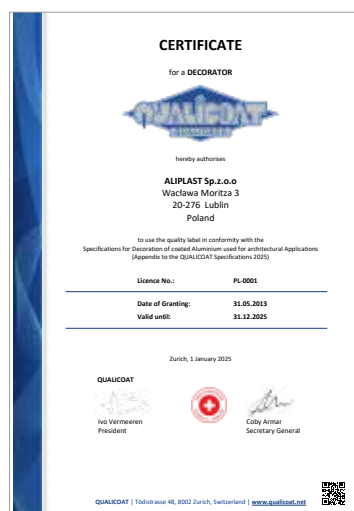 CERTIFICATE
for a DECORATOR
QUALICOAT
hereby authorises
ALIPLAST Sp.z.o.o
Wacława Moritza 3
20-276 Lublin
Poland
to use the quality label in conformity with the
Specifications for Decoration of coated Aluminium used for architectural Applications
(Appendix to the QUALICOAT Specifications 2025)
Licence No.: PL-0001
Date of Granting: 31.05.2013
Valid until: 31.12.2025
Zurich, 1 January 2025
QUALICOAT
Ivo Vermeeren Coby Armar
President Secretary General
QUALICOAT | Tödistrasse 48, 8002 Zurich, Switzerland | www.qualicoat.net